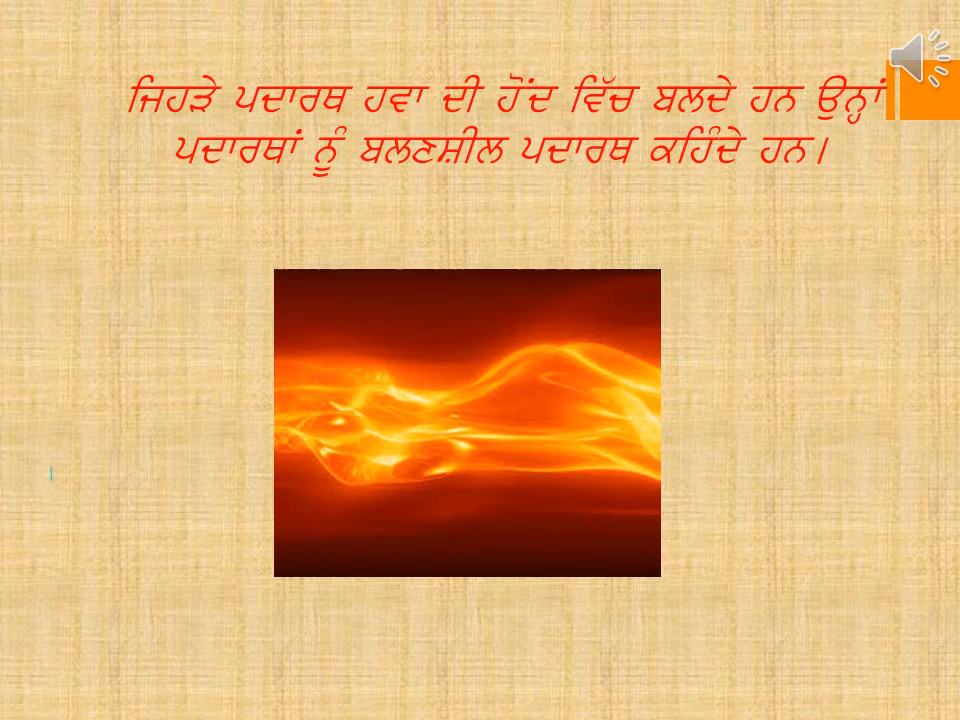 ਜਿਹੜੇ ਪਦਾਰਥ ਹਵਾ ਦੀ ਹੋਂਦ ਵਿੱਚ ਬਲਦੇ ਹਨ ਉਨ੍ਹਾਂ
ਪਦਾਰਥਾਂ ਨੂੰ ਬਲਣਸ਼ੀਲ ਪਦਾਰਥ ਕਹਿੰਦੇ ਹਨ।
।